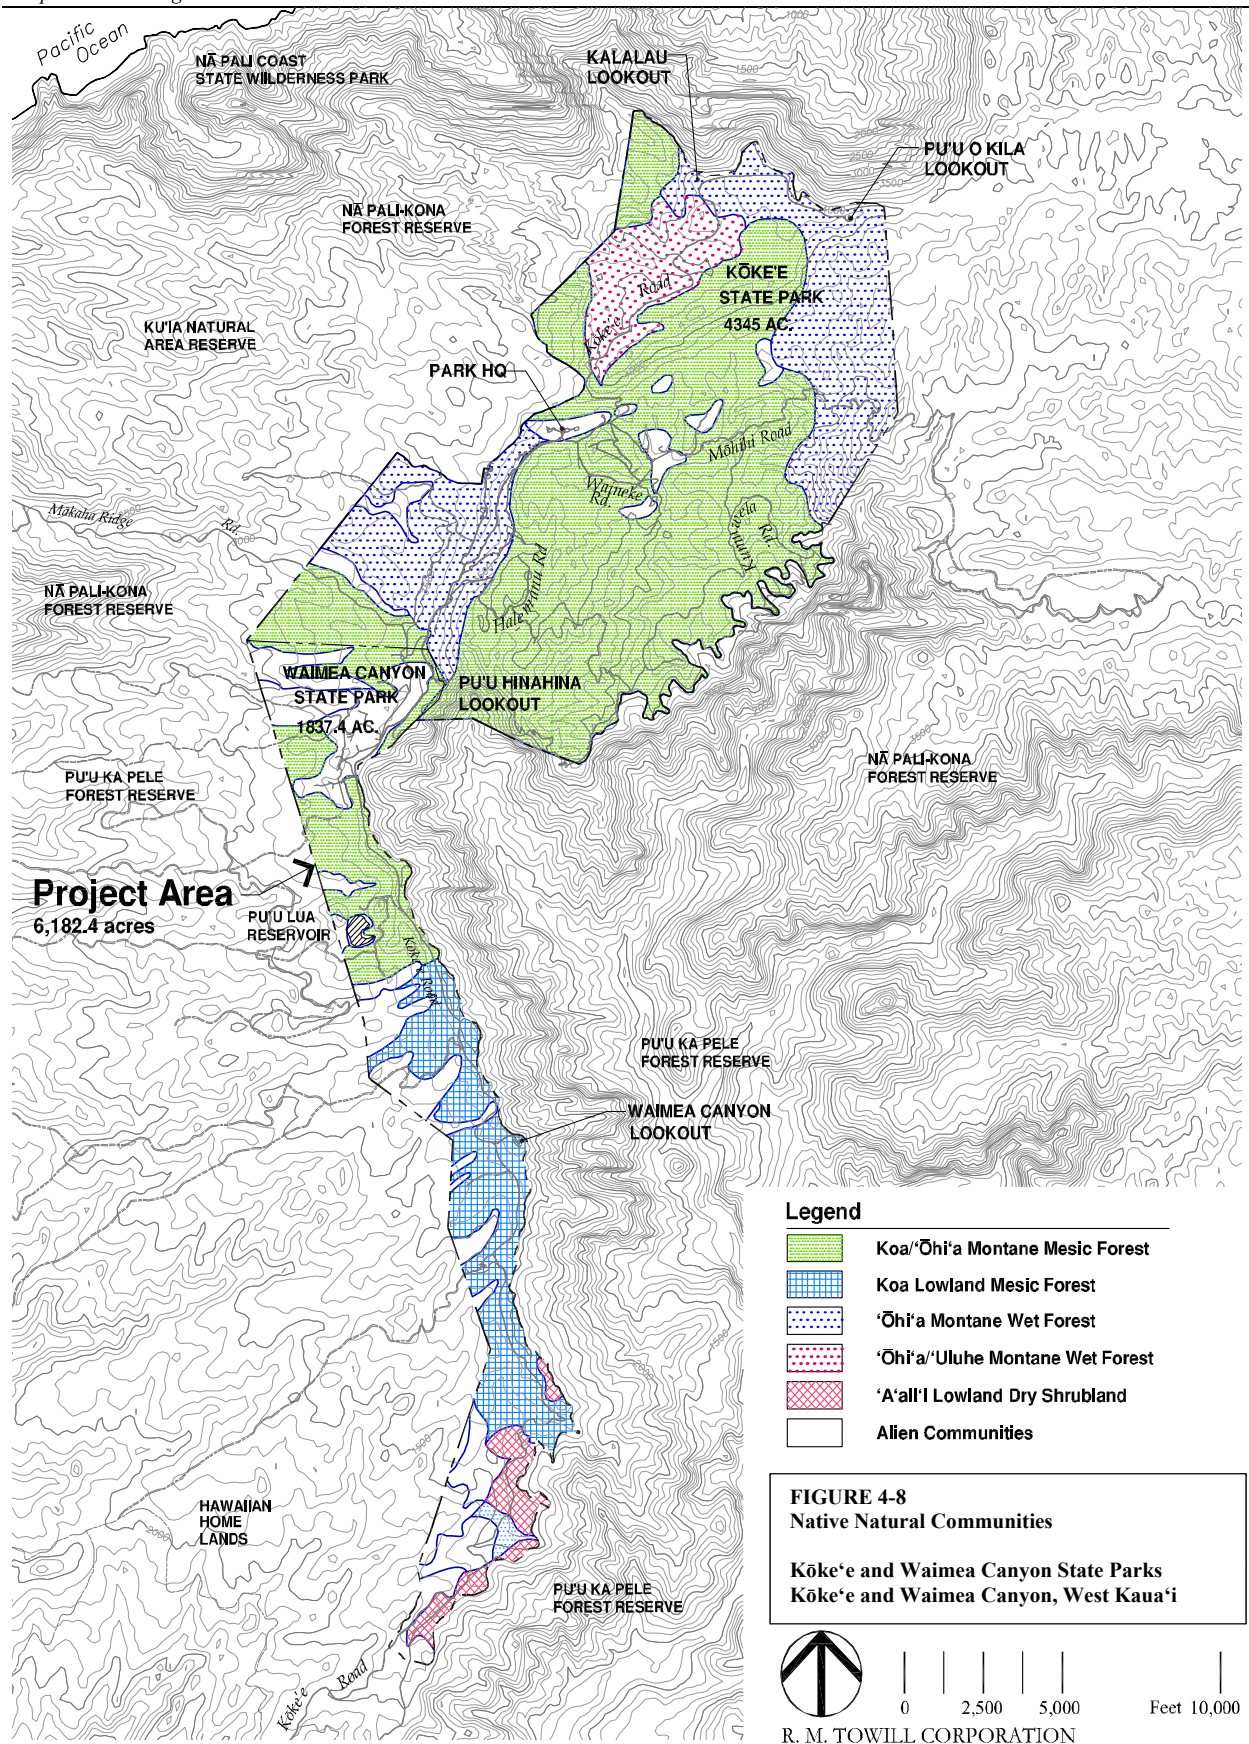 Pacific
Ocean
NĀ PALI COAST
STATE WILDERNESS PARK
KALALAU
LOOKOUT
PU'U O KILA
LOOKOUT
NĀ PALI-KONA
FOREST RESERVE
KŌKE'E
STATE PARK
4345 AC.
Kōke'e Road
KU'IA NATURAL
AREA RESERVE
PARK HQ
Mōhihi Road
Waineke
Rd.
Kumuwela
Rd
Makaha Ridge
Rd.
Halemanu Rd
NĀ PALI-KONA
FOREST RESERVE
WAIMEA CANYON
STATE PARK
1837.4 AC.
PU'U HINAHINA
LOOKOUT
NĀ PALI-KONA
FOREST RESERVE
PU'U KA PELE
FOREST RESERVE
Project Area
6,182.4 acres
PU'U LUA
RESERVOIR
Kōke'e Road
PU'U KA PELE
FOREST RESERVE
WAIMEA CANYON
LOOKOUT
HAWAIIAN
HOME
LANDS
PU'U KA PELE
FOREST RESERVE
Kōke'e Road
Legend
Koa/‘Ōhi‘a Montane Mesic Forest
Koa Lowland Mesic Forest
‘Ōhi‘a Montane Wet Forest
‘Ōhi‘a/‘Uluhe Montane Wet Forest
‘A‘ali‘i Lowland Dry Shrubland
Alien Communities
FIGURE 4-8
Native Natural Communities
Kōke‘e and Waimea Canyon State Parks
Kōke‘e and Waimea Canyon, West Kaua‘i
0 2,500 5,000 Feet 10,000
R. M. TOWILL CORPORATION